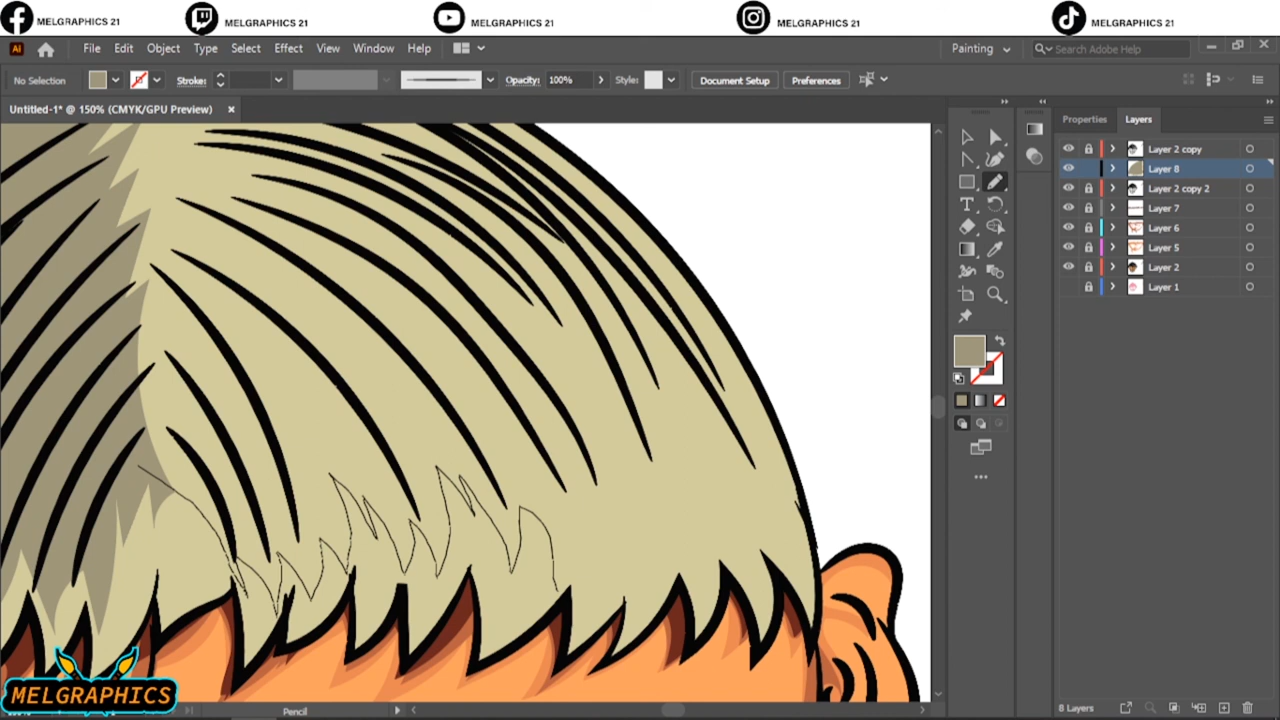 MELGRAPHICS 21 MELGRAPHICS 21 MELGRAPHICS 21 MELGRAPHICS 21 MELGRAPHICS 21
Ai File Edit Object Type Select Effect View Window Help Painting Search Adobe Help
No Selection Stroke: Opacity: 100% Style: Document Setup Preferences
Untitled-1* @ 150% (CMYK/GPU Preview)
Properties Layers
Layer 2 copy
Layer 8
Layer 2 copy 2
Layer 7
Layer 6
Layer 5
Layer 2
Layer 1
MELGRAPHICS
Pencil
8 Layers